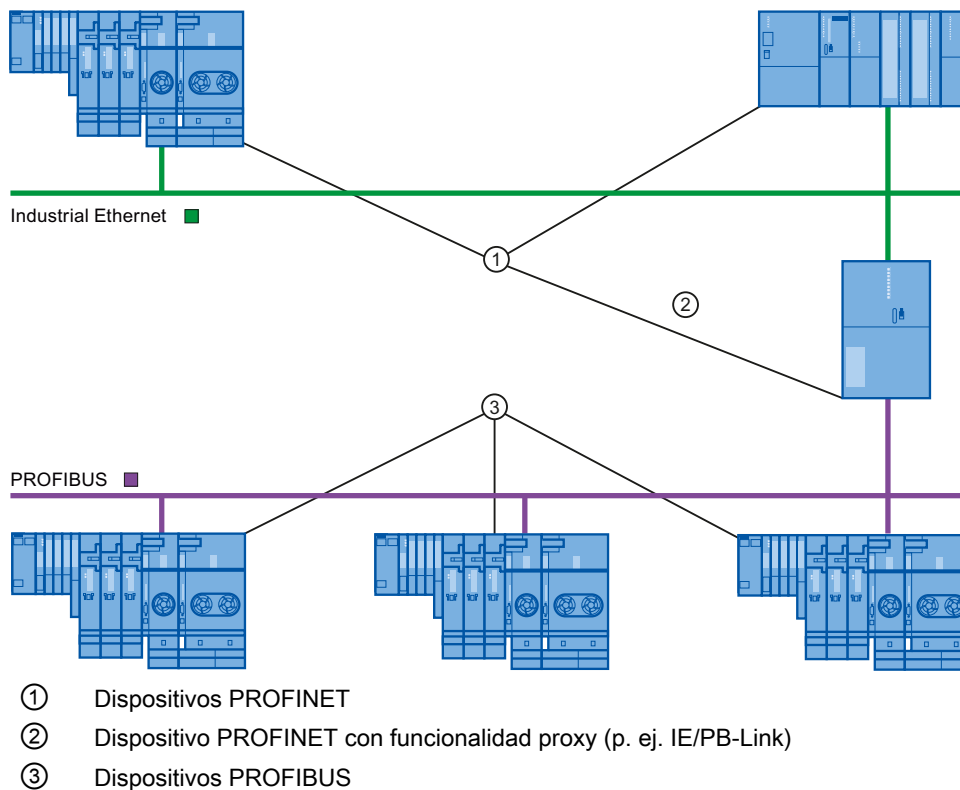 Industrial Ethernet
①
②
③
PROFIBUS
① Dispositivos PROFINET
② Dispositivo PROFINET con funcionalidad proxy (p. ej. IE/PB-Link)
③ Dispositivos PROFIBUS